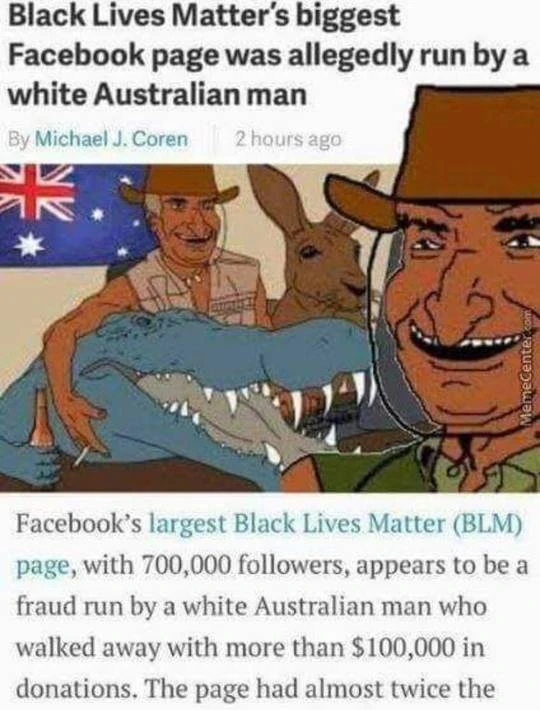 Black Lives Matter's biggest
Facebook page was allegedly run by a
white Australian man
By Michael J. Coren 2 hours ago
MemeCenter.com
Facebook's largest Black Lives Matter (BLM)
page, with 700,000 followers, appears to be a
fraud run by a white Australian man who
walked away with more than $100,000 in
donations. The page had almost twice the